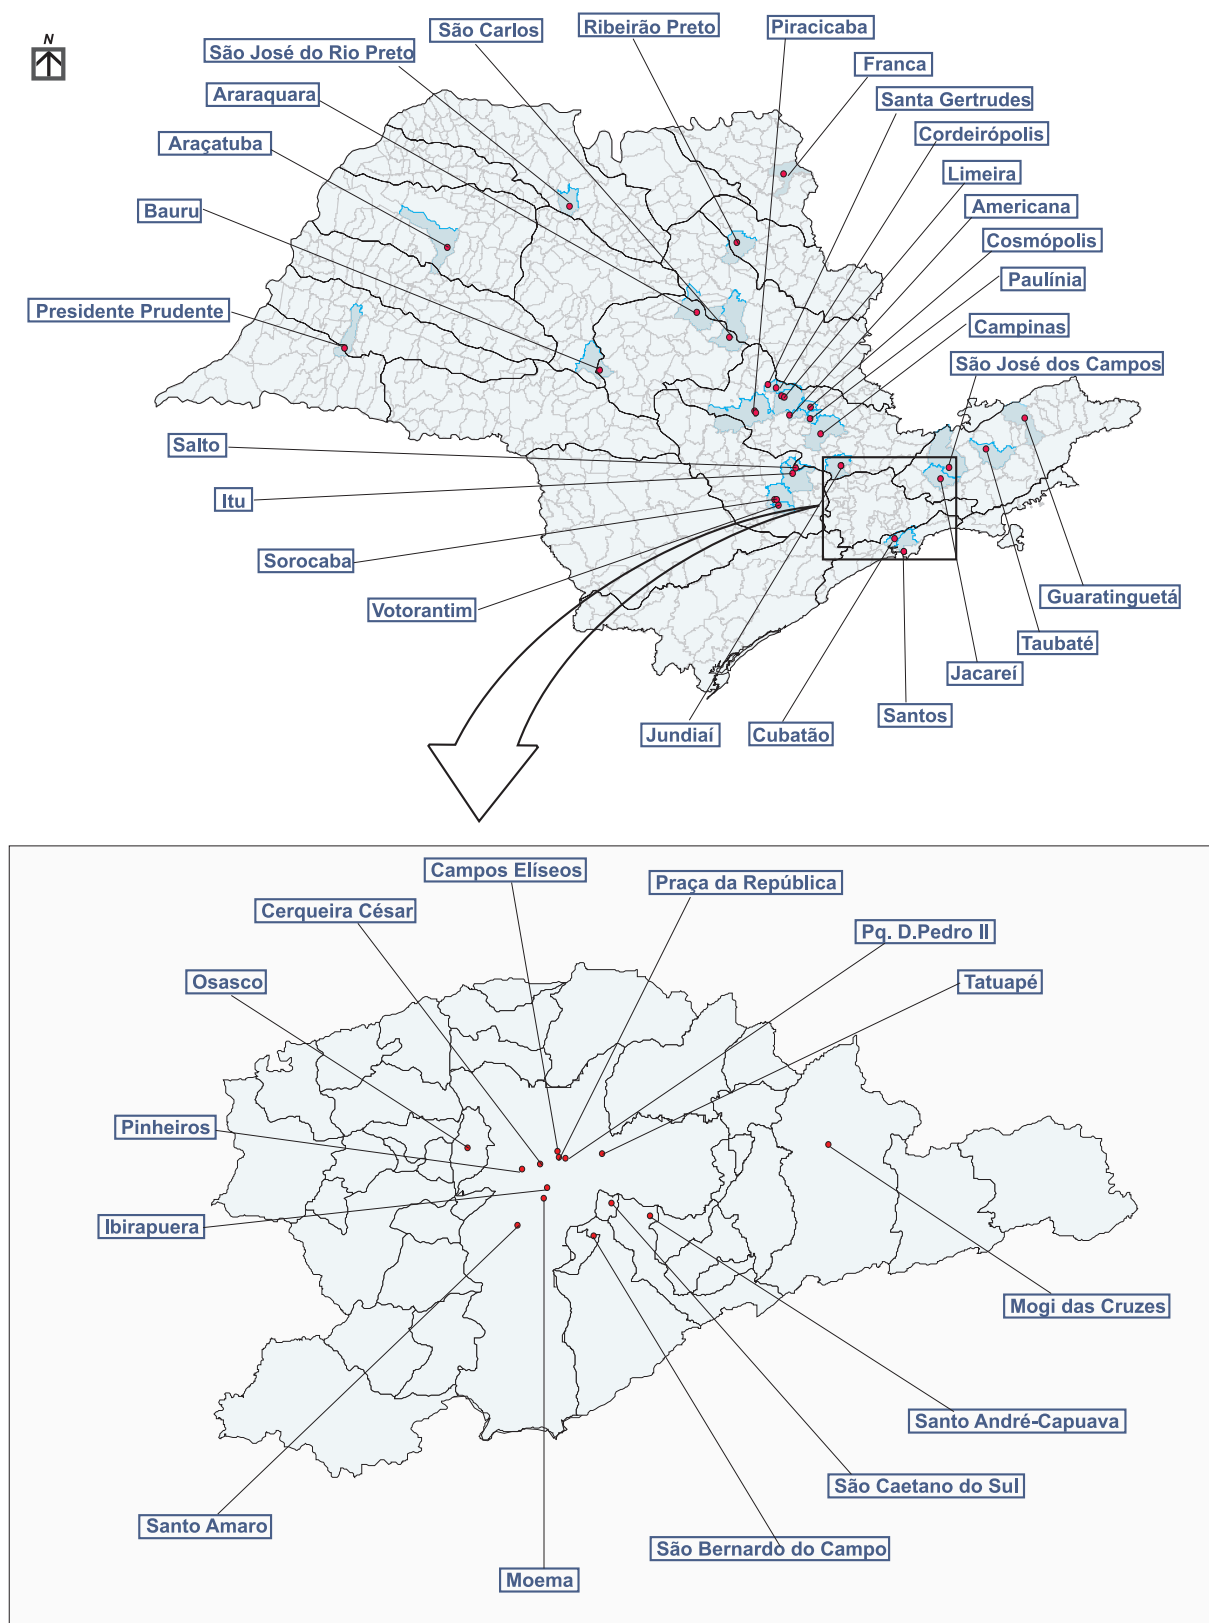 N
São Carlos
Ribeirão Preto
Piracicaba
São José do Rio Preto
Franca
Araraquara
Santa Gertrudes
Araçatuba
Cordeirópolis
Limeira
Bauru
Americana
Cosmópolis
Paulínia
Presidente Prudente
Campinas
São José dos Campos
Salto
Itu
Sorocaba
Votorantim
Guaratinguetá
Taubaté
Jacareí
Santos
Jundiaí
Cubatão
Campos Elíseos
Praça da República
Cerqueira César
Pq. D.Pedro II
Osasco
Tatuapé
Pinheiros
Ibirapuera
Mogi das Cruzes
Santo André-Capuava
São Caetano do Sul
Santo Amaro
São Bernardo do Campo
Moema